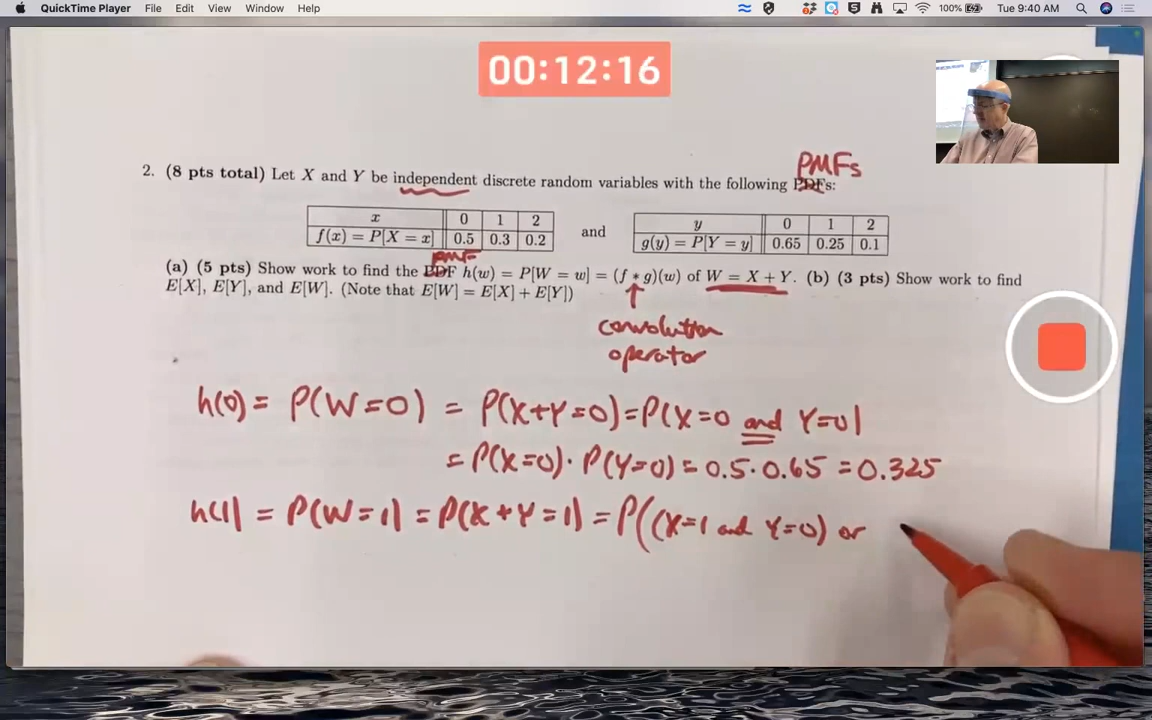 QuickTime Player File Edit View Window Help 100% Tue 9:40 AM
00:12:16
PMFs
2. (8 pts total) Let X and Y be independent discrete random variables with the following PDFs:
x 0 1 2
f(x) = P[X = x] 0.5 0.3 0.2
and
y 0 1 2
g(y) = P[Y = y] 0.65 0.25 0.1
PMF
(a) (5 pts) Show work to find the PDF h(w) = P[W = w] = (f * g)(w) of W = X + Y. (b) (3 pts) Show work to find
E[X], E[Y], and E[W]. (Note that E[W] = E[X] + E[Y])
convolution
operator
h(0) = P(W=0) = P(X+Y=0) = P(X=0 and Y=0)
= P(X=0) · P(Y=0) = 0.5 · 0.65 = 0.325
h(1) = P(W=1) = P(X+Y=1) = P((X=1 and Y=0) or